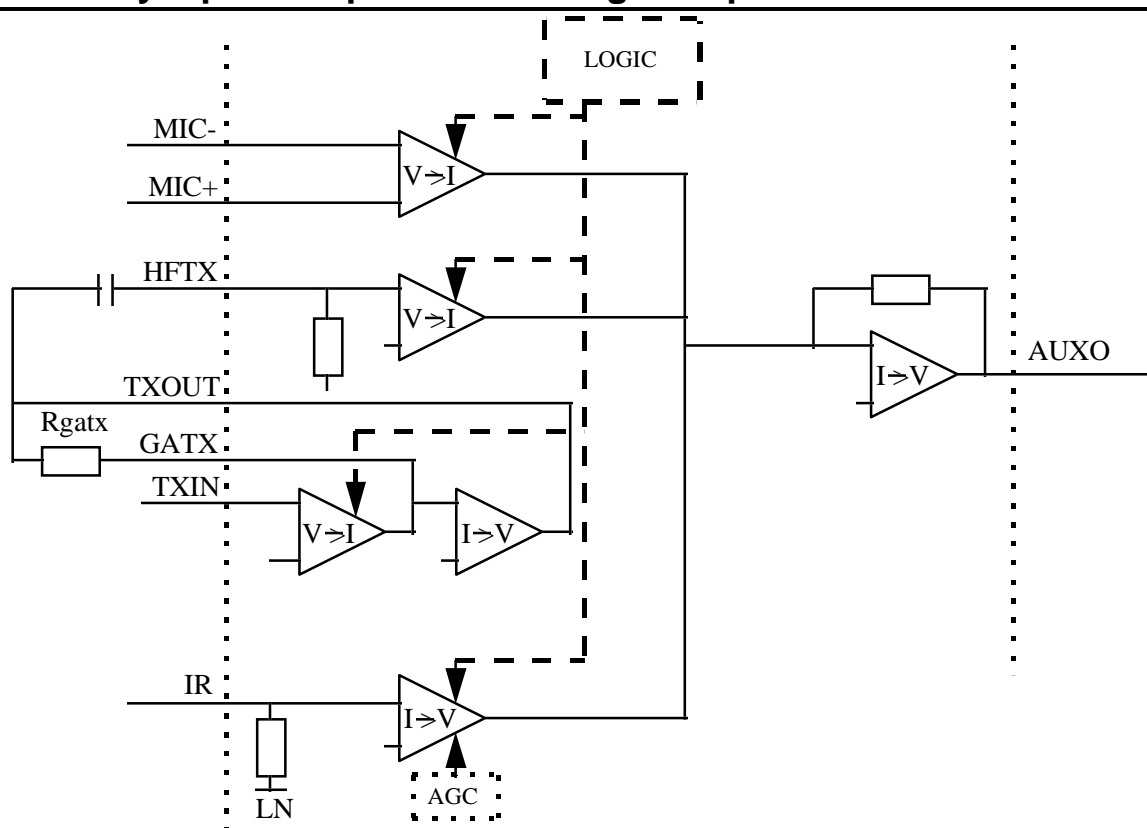 LOGIC
MIC-
V->I
MIC+
HFTX
V->I
AUXO
I->V
TXOUT
Rgatx
GATX
TXIN
V->I
I->V
IR
I->V
AGC
LN